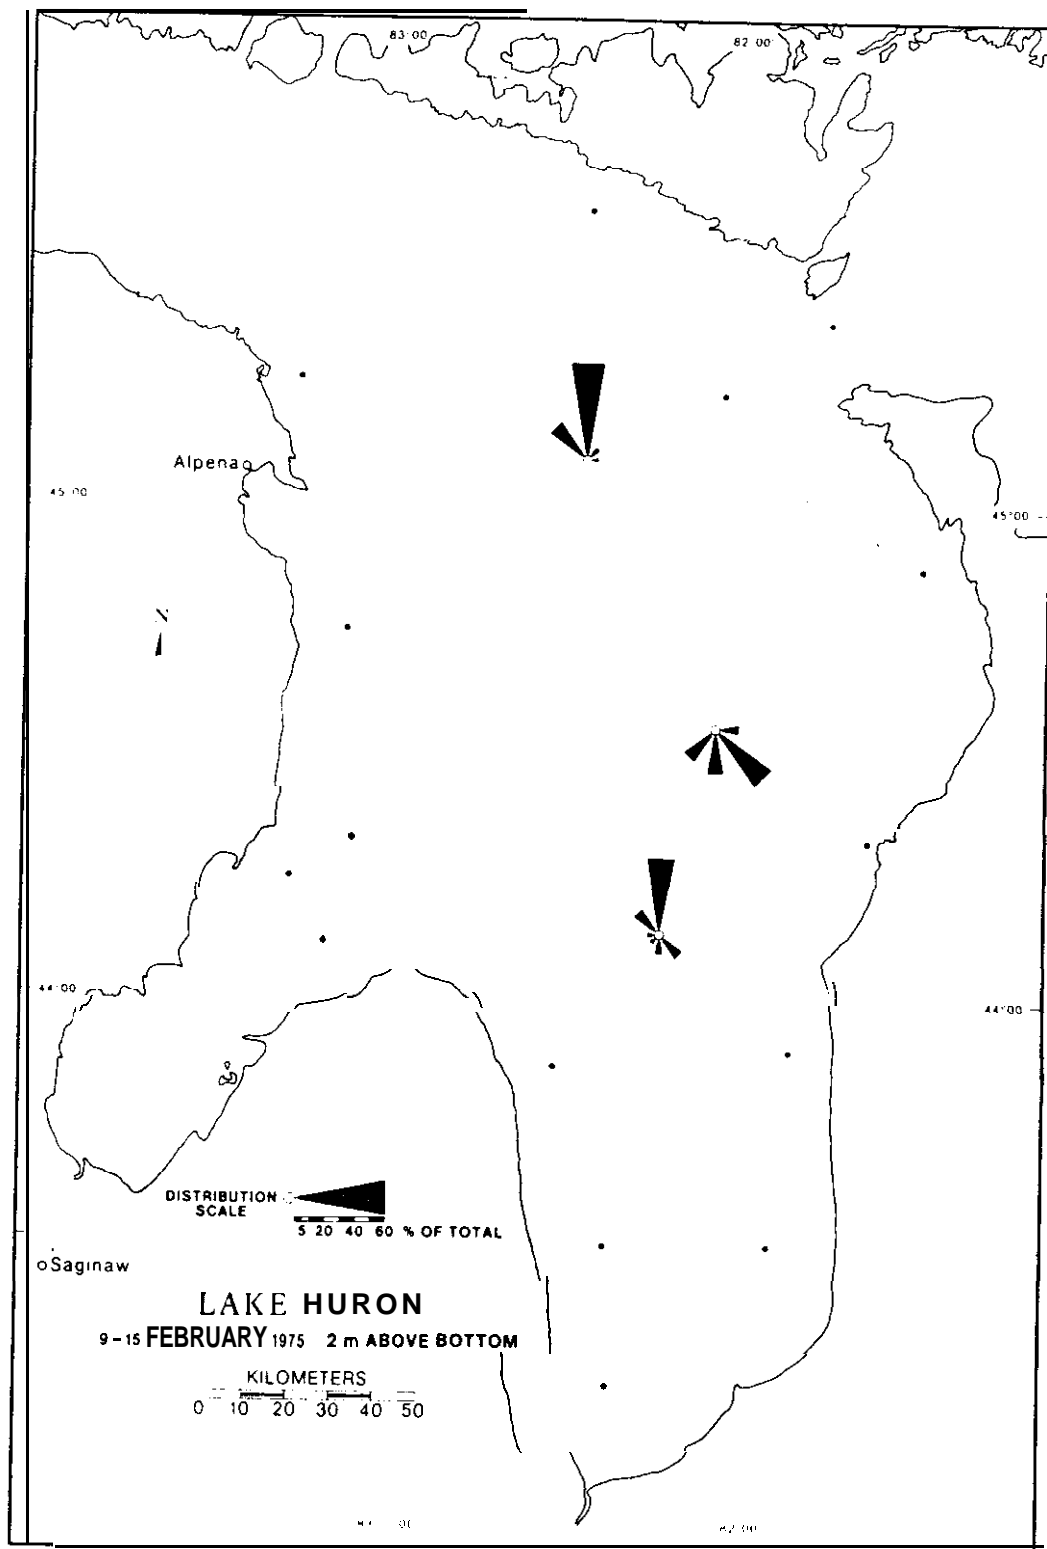 83°00
82°00
Alpena
45°00
45°00
N
44°00
44°00
DISTRIBUTION
SCALE
5 20 40 60 % OF TOTAL
Saginaw
LAKE HURON
9-15 FEBRUARY 1975 2 m ABOVE BOTTOM
KILOMETERS
0 10 20 30 40 50
82°00